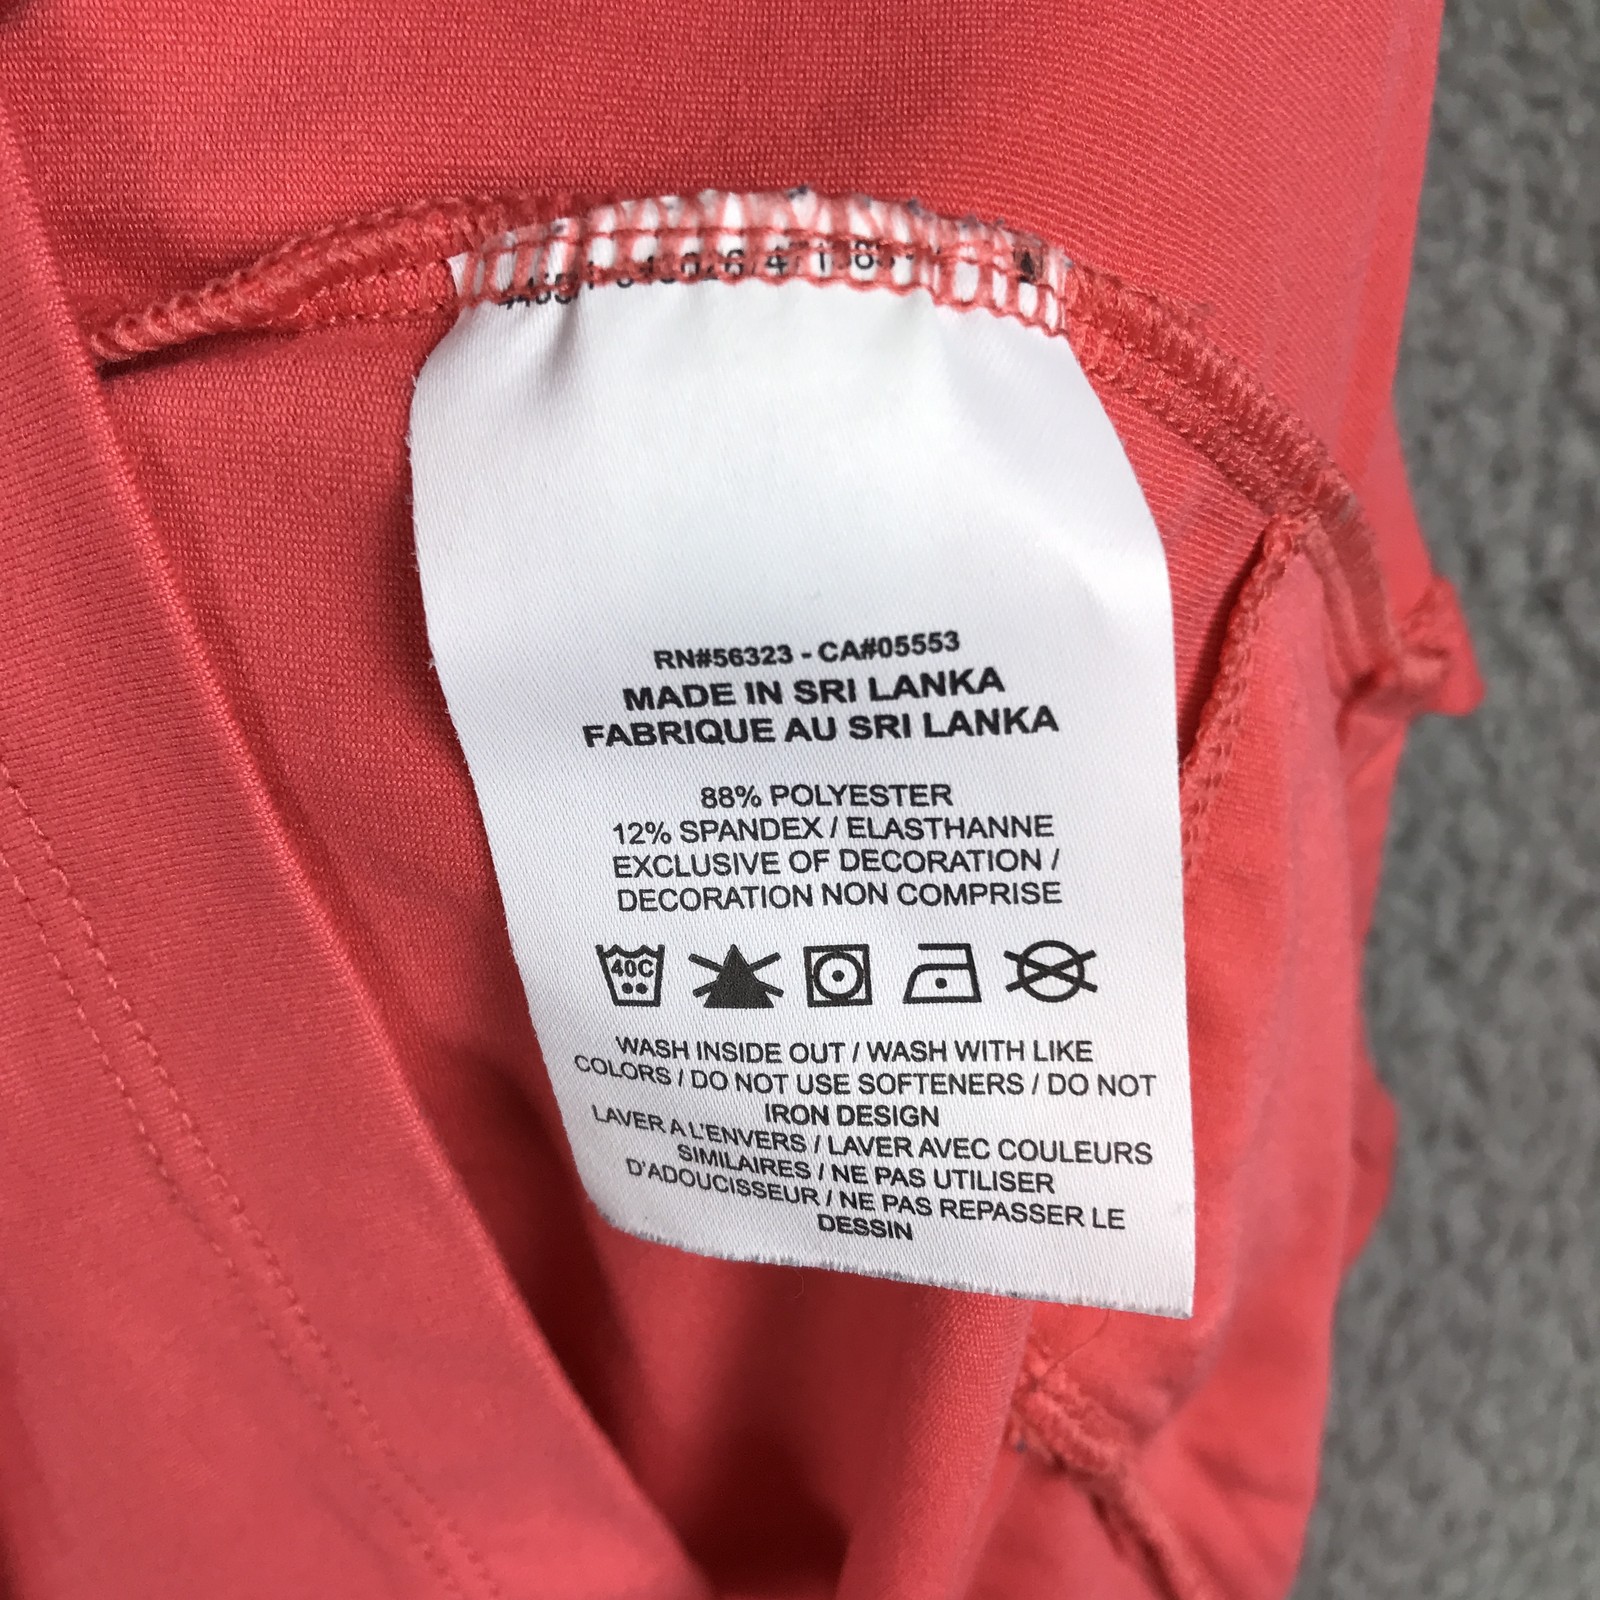 RN#56323 - CA#05553
MADE IN SRI LANKA
FABRIQUE AU SRI LANKA
88% POLYESTER
12% SPANDEX / ELASTHANNE
EXCLUSIVE OF DECORATION /
DECORATION NON COMPRISE
40C
WASH INSIDE OUT / WASH WITH LIKE
COLORS / DO NOT USE SOFTENERS / DO NOT
IRON DESIGN
LAVER A L'ENVERS / LAVER AVEC COULEURS
SIMILAIRES / NE PAS UTILISER
D'ADOUCISSEUR / NE PAS REPASSER LE
DESSIN